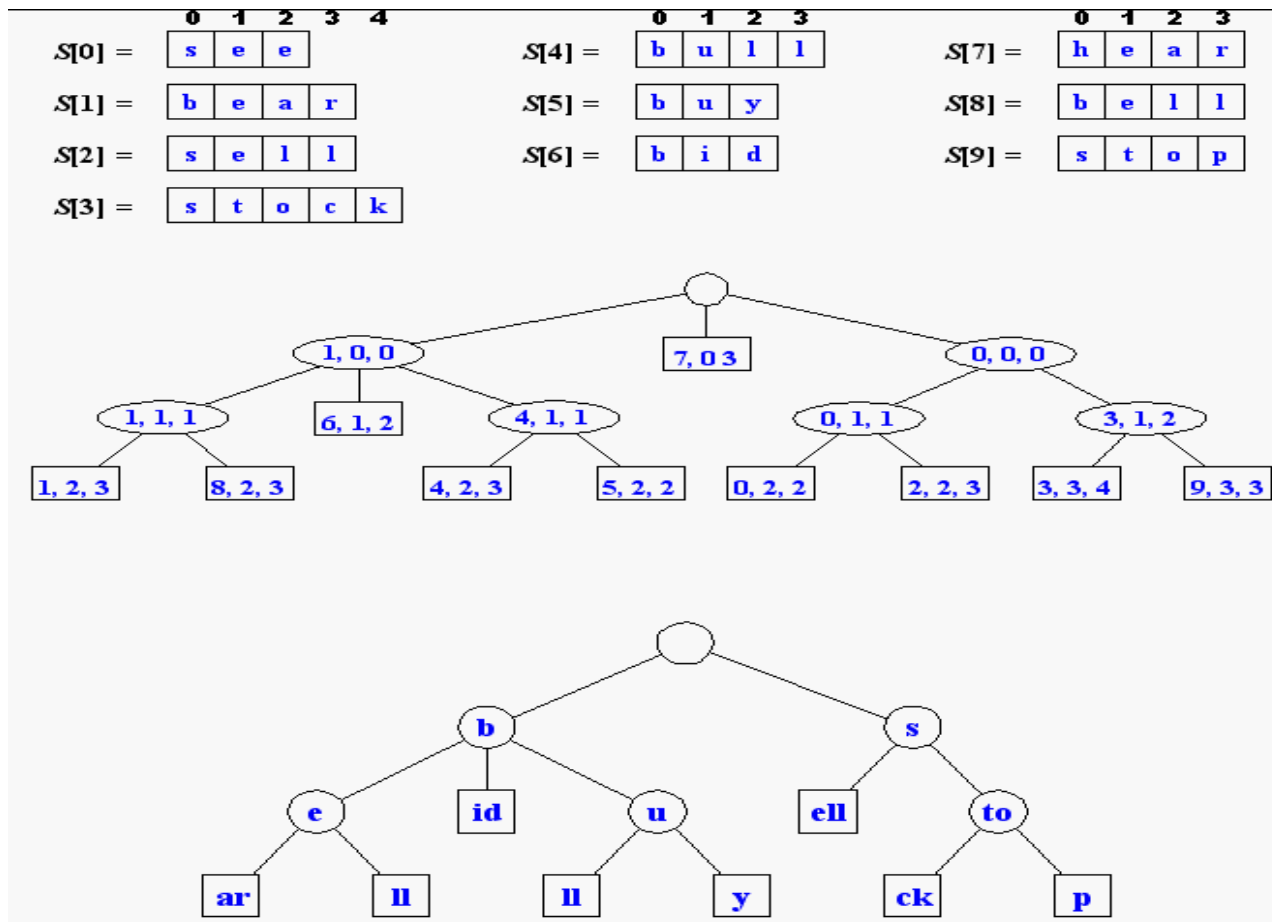 0 1 2 3 4 0 1 2 3 0 1 2 3
S[0] = s e e S[4] = b u l l S[7] = h e a r
S[1] = b e a r S[5] = b u y S[8] = b e l l
S[2] = s e l l S[6] = b i d S[9] = s t o p
S[3] = s t o c k
1, 0, 0 7, 0 3 0, 0, 0
1, 1, 1 6, 1, 2 4, 1, 1 0, 1, 1 3, 1, 2
1, 2, 3 8, 2, 3 4, 2, 3 5, 2, 2 0, 2, 2 2, 2, 3 3, 3, 4 9, 3, 3
b s
e id u ell to
ar ll ll y ck p